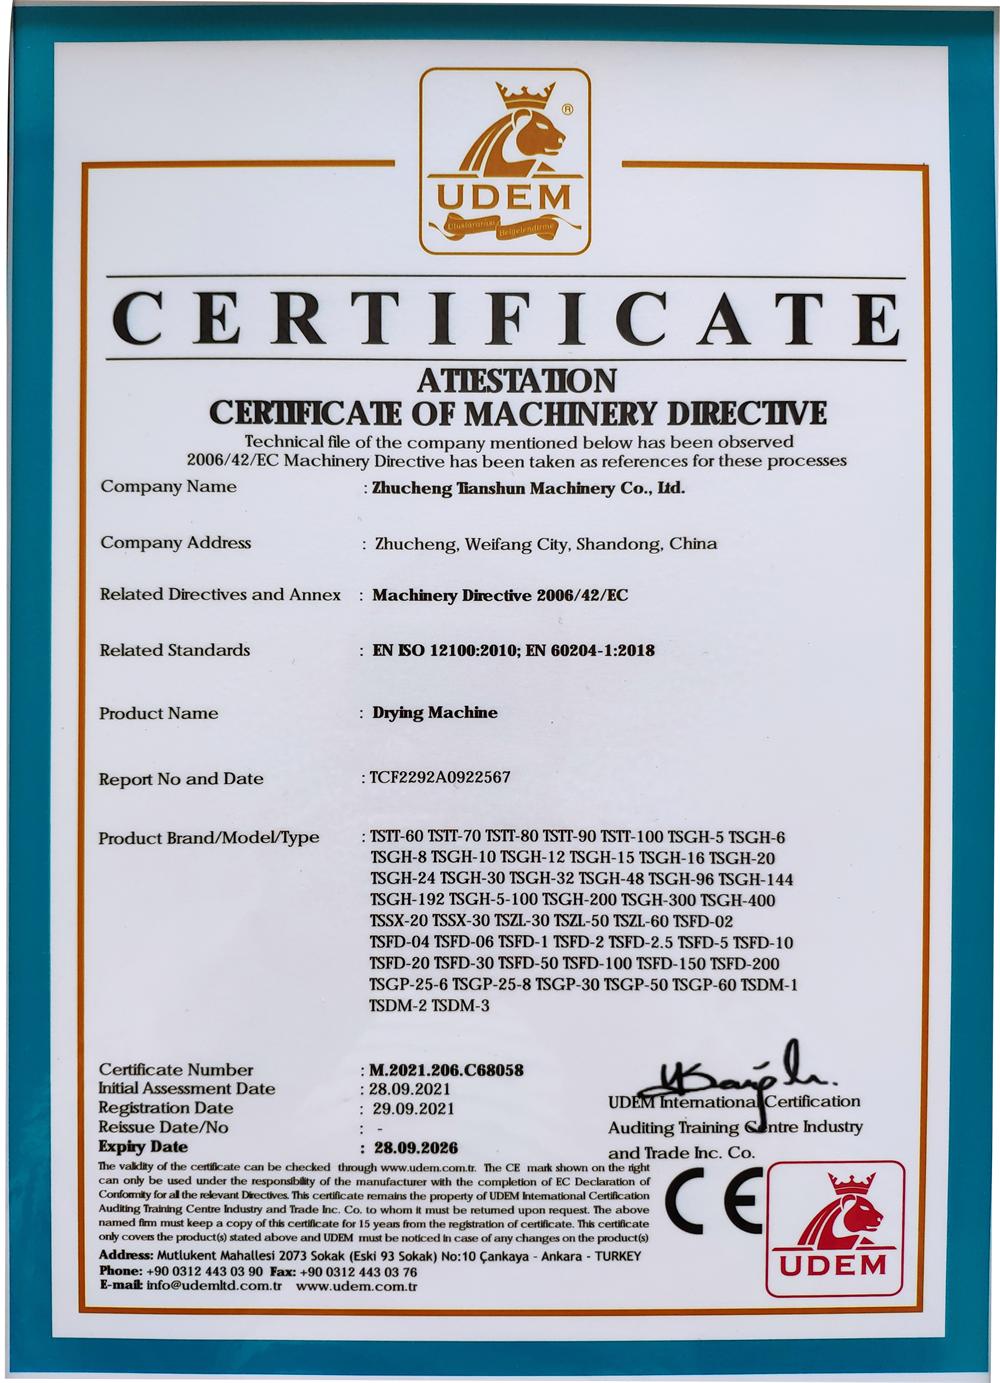 ®
UDEM
Uluslararası Belgelendirme
CERTIFICATE
ATTESTATION
CERTIFICATE OF MACHINERY DIRECTIVE
Technical file of the company mentioned below has been observed
2006/42/EC Machinery Directive has been taken as references for these processes
Company Name : Zhucheng Tianshun Machinery Co., Ltd.
Company Address : Zhucheng, Weifang City, Shandong, China
Related Directives and Annex : Machinery Directive 2006/42/EC
Related Standards : EN ISO 12100:2010; EN 60204-1:2018
Product Name : Drying Machine
Report No and Date : TCF2292A0922567
Product Brand/Model/Type : TSTT-60 TSTT-70 TSTT-80 TSTT-90 TSTT-100 TSGH-5 TSGH-6
TSGH-8 TSGH-10 TSGH-12 TSGH-15 TSGH-16 TSGH-20
TSGH-24 TSGH-30 TSGH-32 TSGH-48 TSGH-96 TSGH-144
TSGH-192 TSGH-5-100 TSGH-200 TSGH-300 TSGH-400
TSSX-20 TSSX-30 TSZL-30 TSZL-50 TSZL-60 TSFD-02
TSFD-04 TSFD-06 TSFD-1 TSFD-2 TSFD-2.5 TSFD-5 TSFD-10
TSFD-20 TSFD-30 TSFD-50 TSFD-100 TSFD-150 TSFD-200
TSGP-25-6 TSGP-25-8 TSGP-30 TSGP-50 TSGP-60 TSDM-1
TSDM-2 TSDM-3
Certificate Number : M.2021.206.C68058
Initial Assessment Date : 28.09.2021
Registration Date : 29.09.2021
Reissue Date/No : -
Expiry Date : 28.09.2026
UDEM International Certification
Auditing Training Centre Industry
and Trade Inc. Co.
The validity of the certificate can be checked through www.udem.com.tr. The CE mark shown on the right
can only be used under the responsibility of the manufacturer with the completion of EC Declaration of
Conformity for all the relevant Directives. This certificate remains the property of UDEM International Certification
Auditing Training Centre Industry and Trade Inc. Co. to whom it must be returned upon request. The above
named firm must keep a copy of this certificate for 15 years from the registration of certificate. This certificate
only covers the product(s) stated above and UDEM must be noticed in case of any changes on the product(s)
Address: Mutlukent Mahallesi 2073 Sokak (Eski 93 Sokak) No:10 Çankaya - Ankara - TURKEY
Phone: +90 0312 443 03 90 Fax: +90 0312 443 03 76
E-mail: info@udemltd.com.tr www.udem.com.tr
CE
UDEM